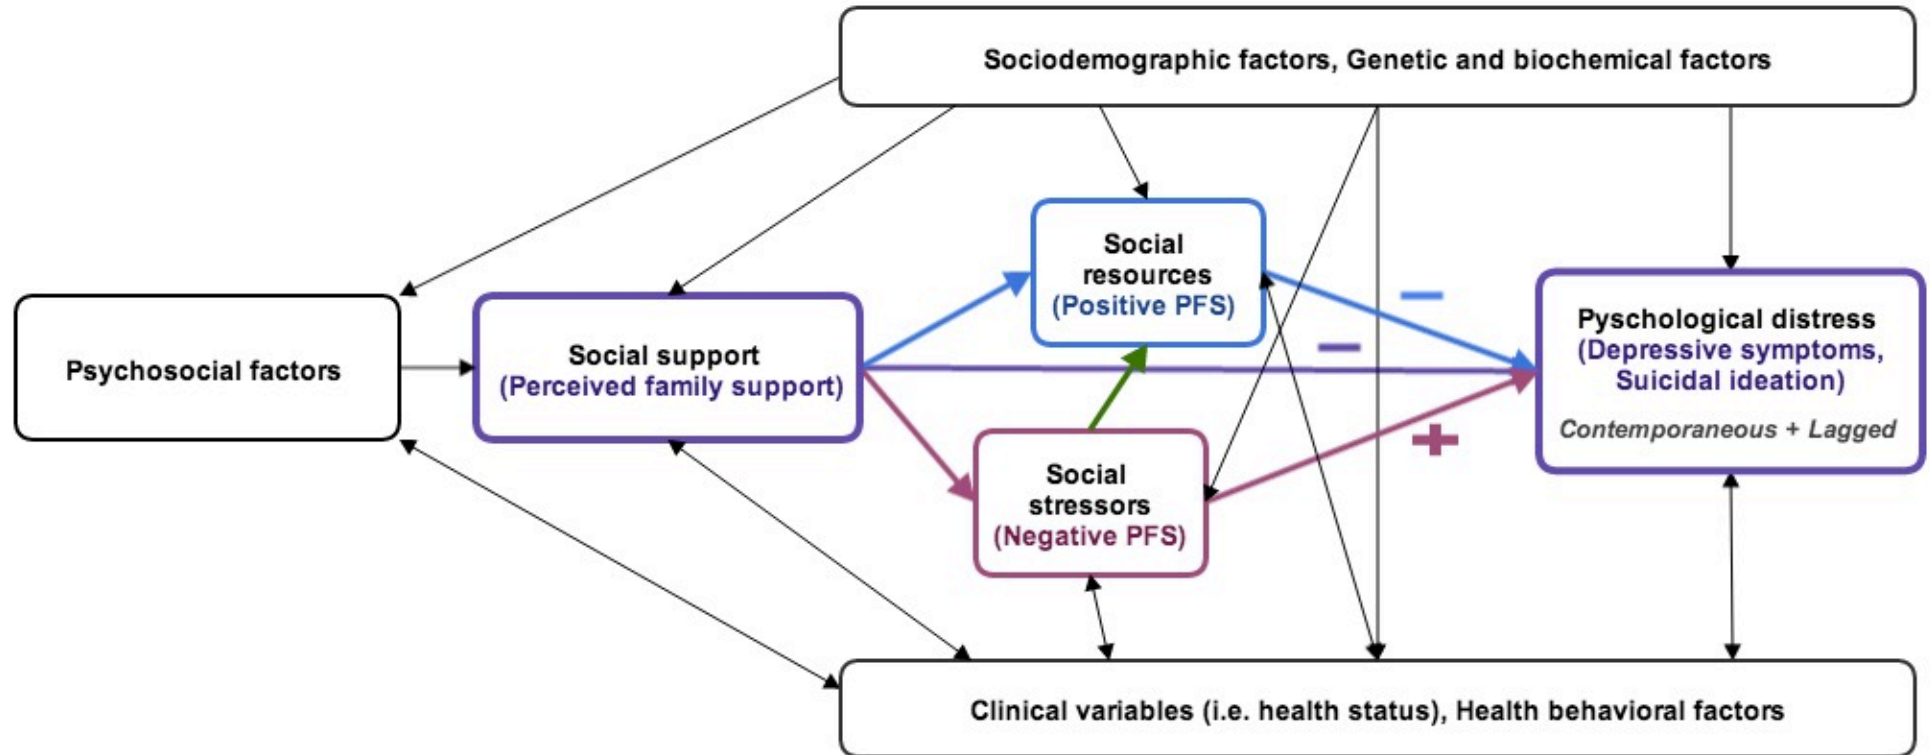 Sociodemographic factors, Genetic and biochemical factors
Psychosocial factors
Social support
(Perceived family support)
Social
resources
(Positive PFS)
Social
stressors
(Negative PFS)
−
−
+
Pyschological distress
(Depressive symptoms,
Suicidal ideation)
Contemporaneous + Lagged
Clinical variables (i.e. health status), Health behavioral factors